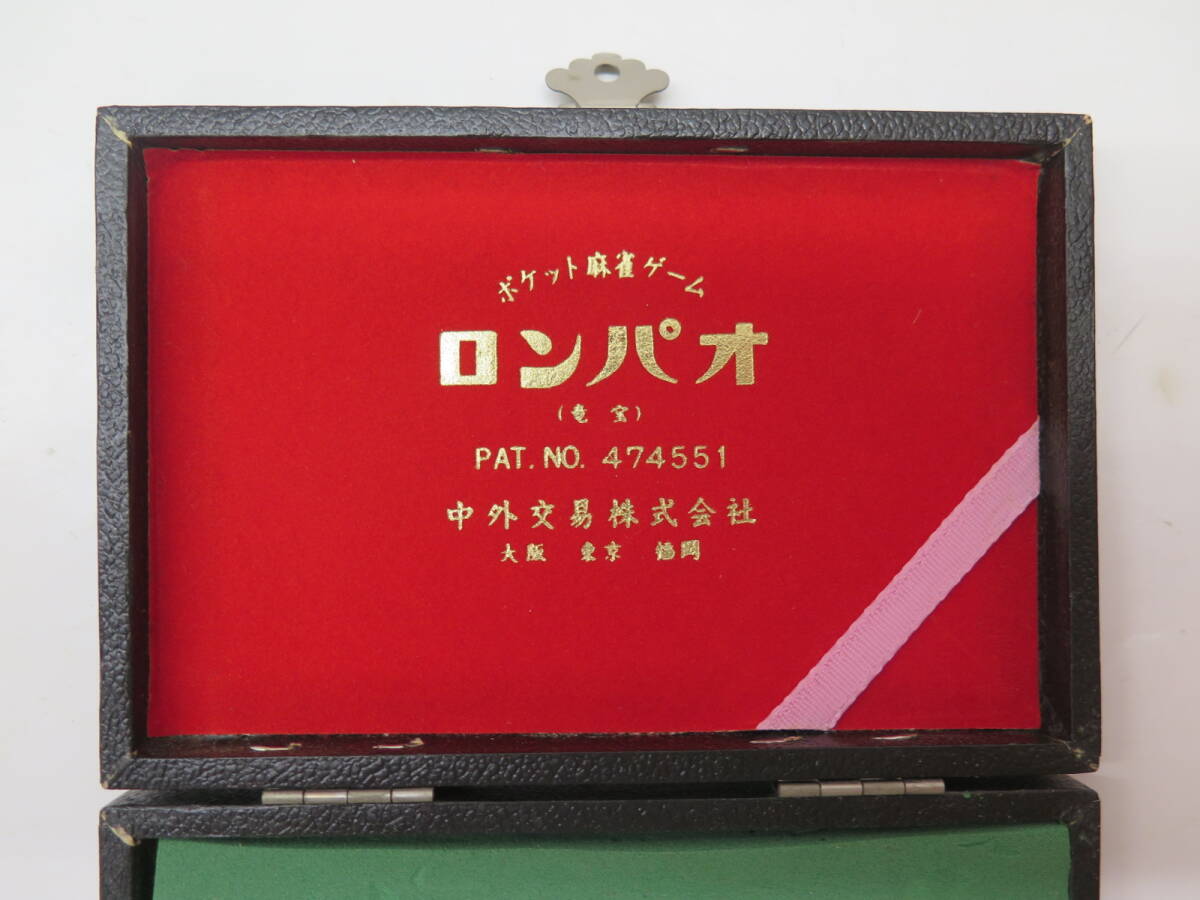 ポケット麻雀ゲーム
ロンパオ
(竜宝)
PAT. NO. 474551
中外交易株式会社
大阪 東京 福岡